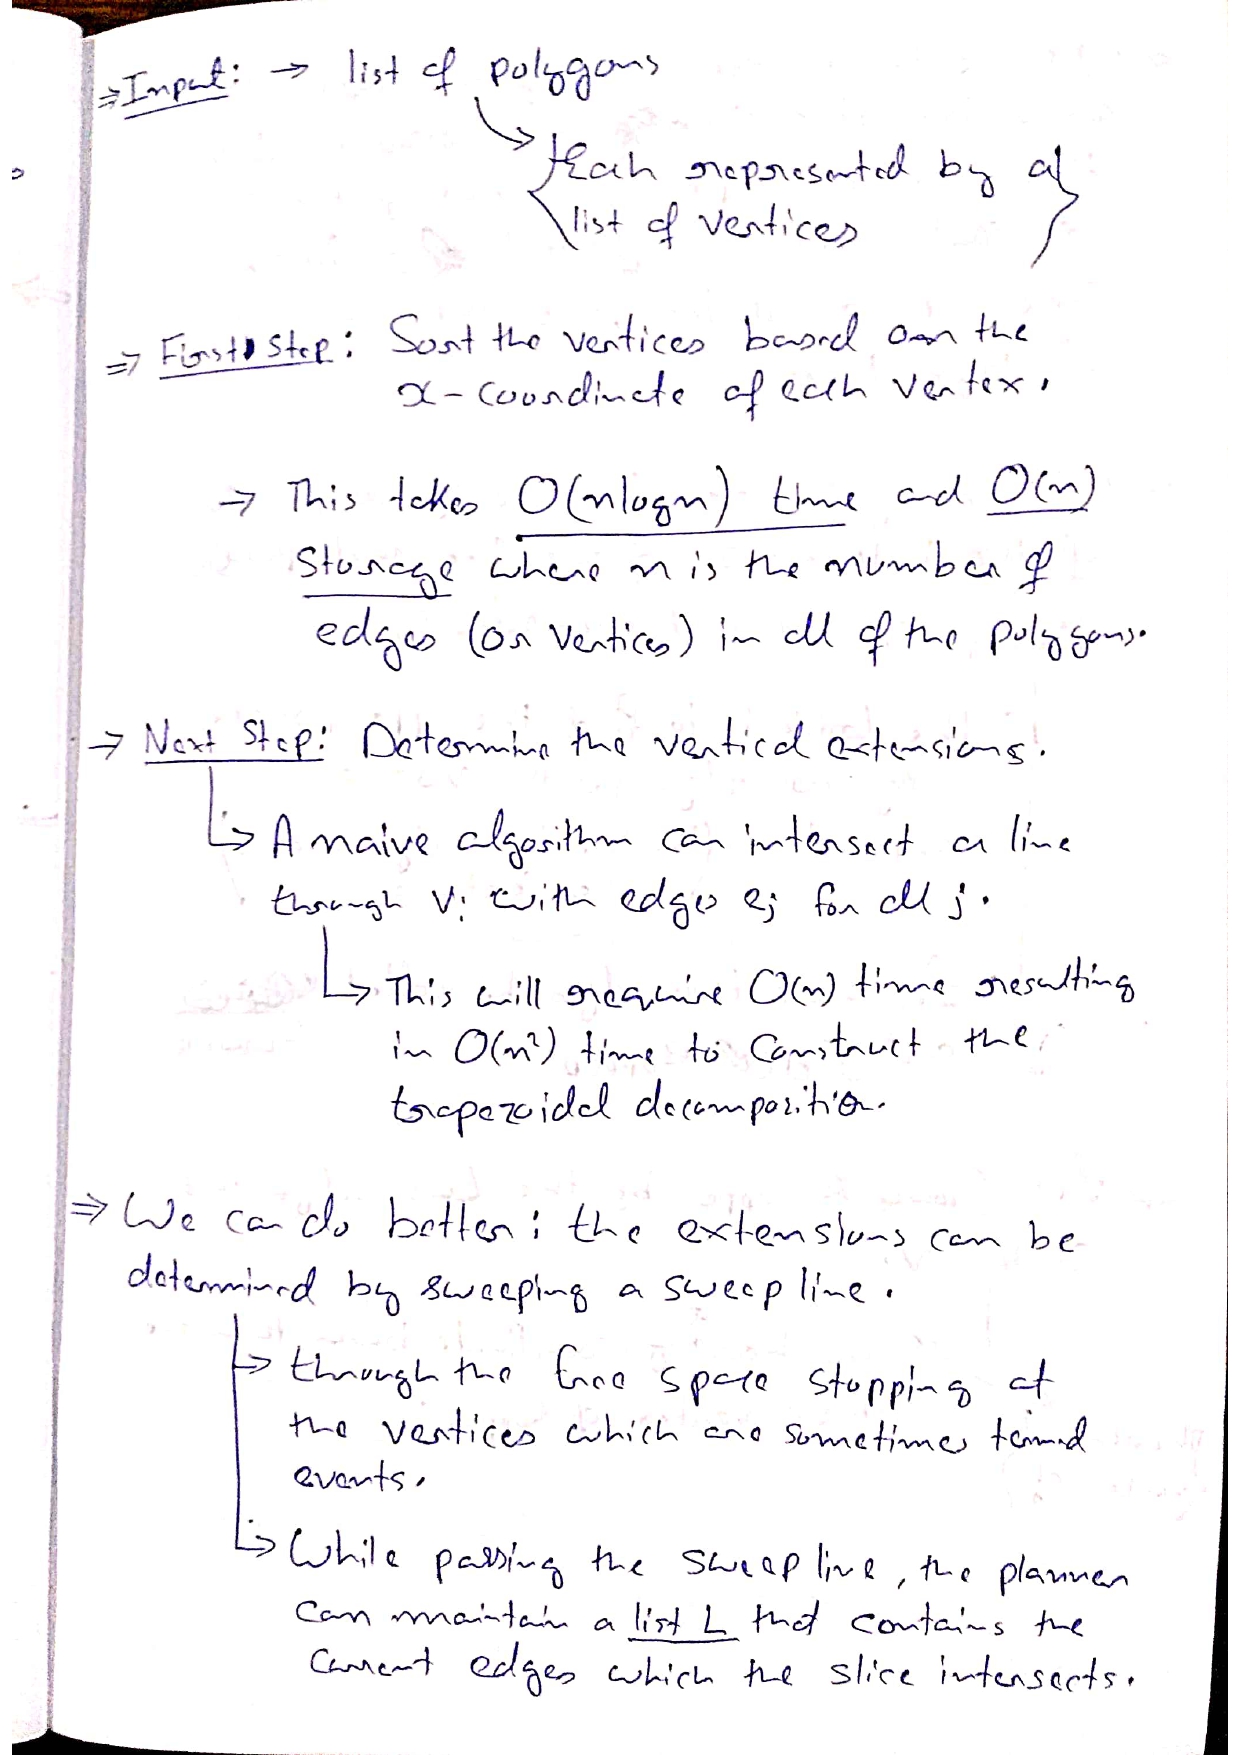 ⇒ Input: → list of polygons
↳ {Each represented by a
list of vertices}
⇒ First Step: Sort the vertices based on the
x-coordinate of each vertex.
→ This takes O(nlogn) time and O(n)
Storage where n is the number of
edges (or vertices) in all of the polygons.
→ Next Step: Determine the vertical extensions.
↳ A naive algorithm can intersect a line
through Vi with edges ej for all j.
↳ This will require O(n) time resulting
in O(n²) time to construct the
trapezoidal decomposition.
⇒ We can do better: the extensions can be
determined by sweeping a sweep line.
↳ through the free space stopping at
the vertices which are sometimes termed
events.
↳ While passing the sweep line, the planner
can maintain a list L that contains the
current edges which the slice intersects.